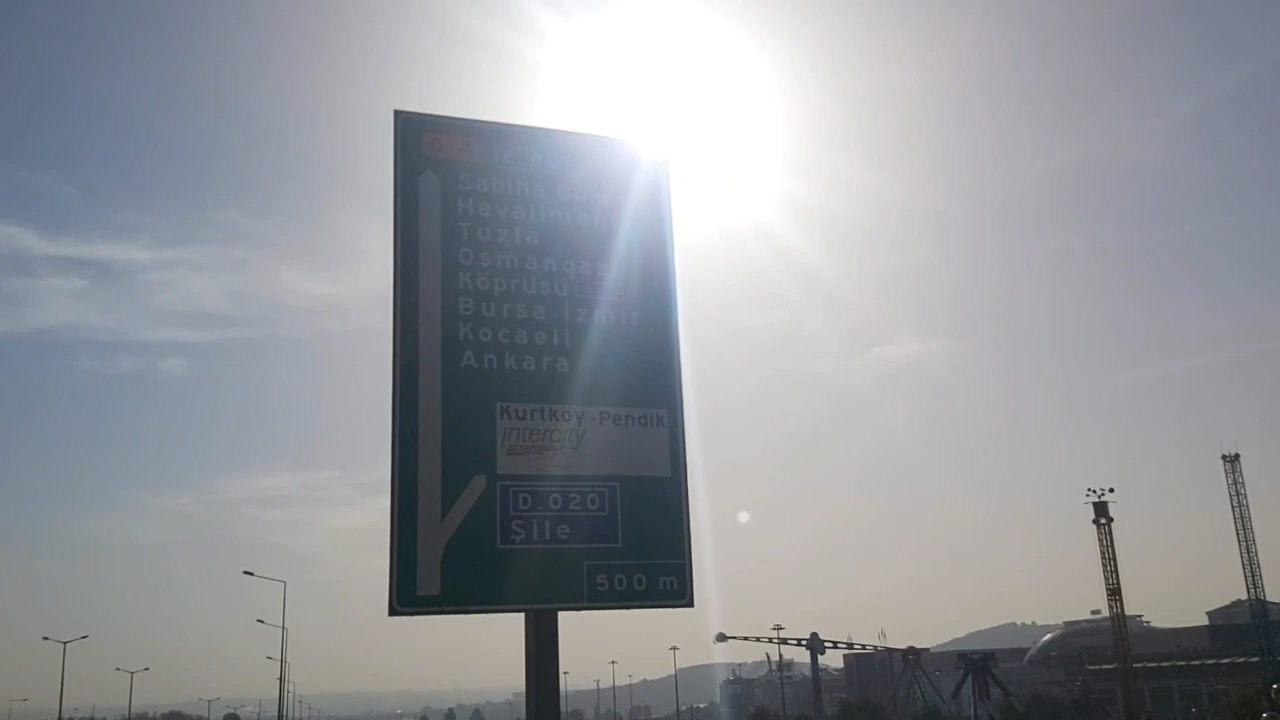 Sabiha
Havalimanı
Tuzla
Osmangazi
Köprüsü
Bursa-İzmir
Kocaeli
Ankara
Kurtköy-Pendik
intercity
D.020
Şile
500 m